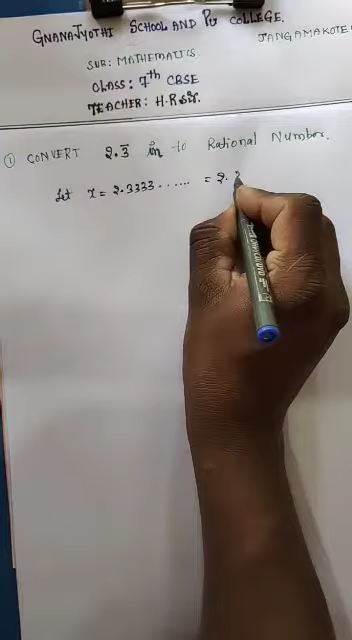 GNANAJYOTHI SCHOOL AND PU COLLEGE.
JANGAMAKOTE
SUB: MATHEMATICS
CLASS: 7th CBSE
TEACHER: H.R SIR.
① CONVERT 2.3̅ in to Rational Number.
Let x = 2.3333...... = 2.